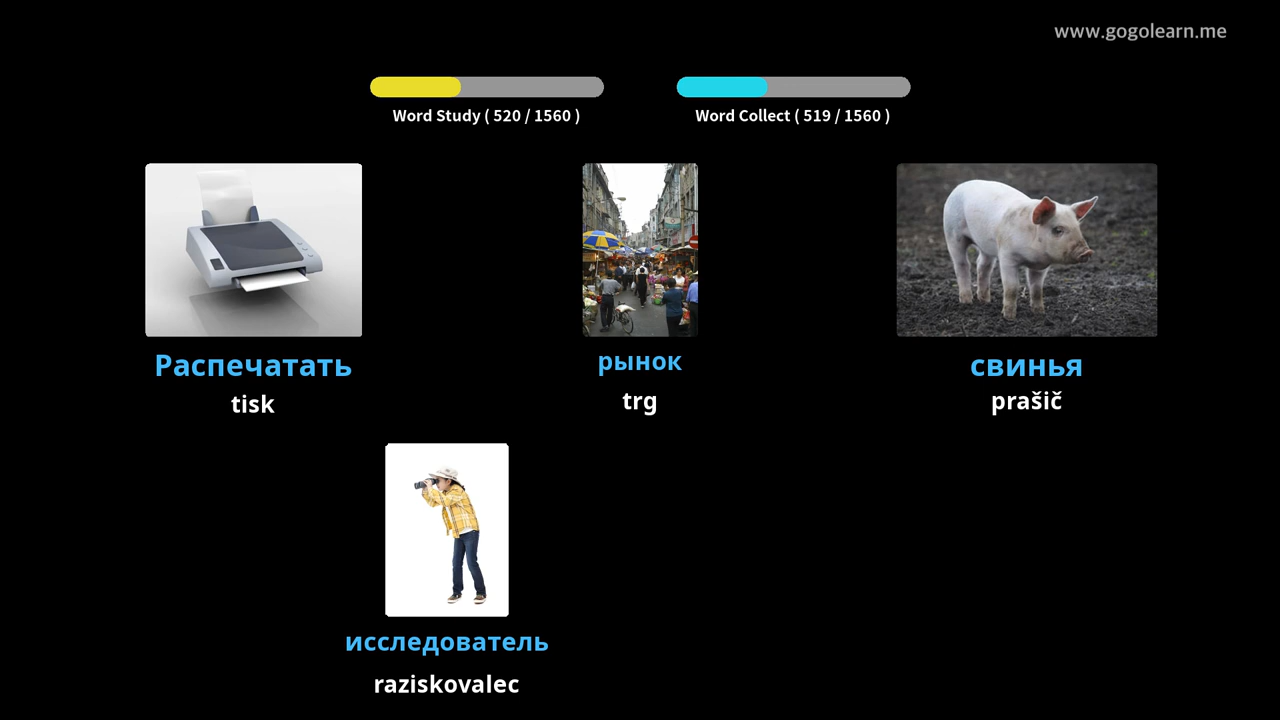 www.gogolearn.me
Word Study ( 520 / 1560 )
Word Collect ( 519 / 1560 )
Распечатать
tisk
рынок
trg
свинья
prašič
исследователь
raziskovalec